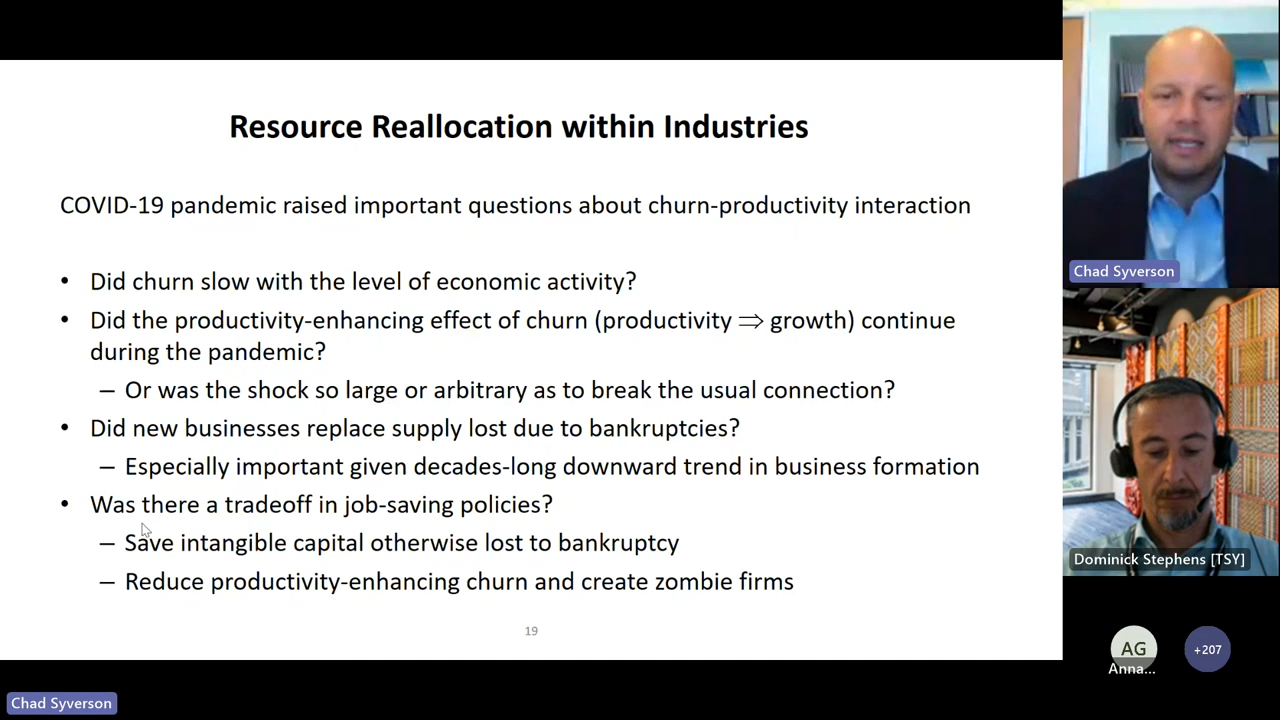 Resource Reallocation within Industries
COVID-19 pandemic raised important questions about churn-productivity interaction
• Did churn slow with the level of economic activity?
• Did the productivity-enhancing effect of churn (productivity ⇒ growth) continue
during the pandemic?
– Or was the shock so large or arbitrary as to break the usual connection?
• Did new businesses replace supply lost due to bankruptcies?
– Especially important given decades-long downward trend in business formation
• Was there a tradeoff in job-saving policies?
– Save intangible capital otherwise lost to bankruptcy
– Reduce productivity-enhancing churn and create zombie firms
19
Chad Syverson
Chad Syverson
Dominick Stephens [TSY]
AG
Anna...
+207